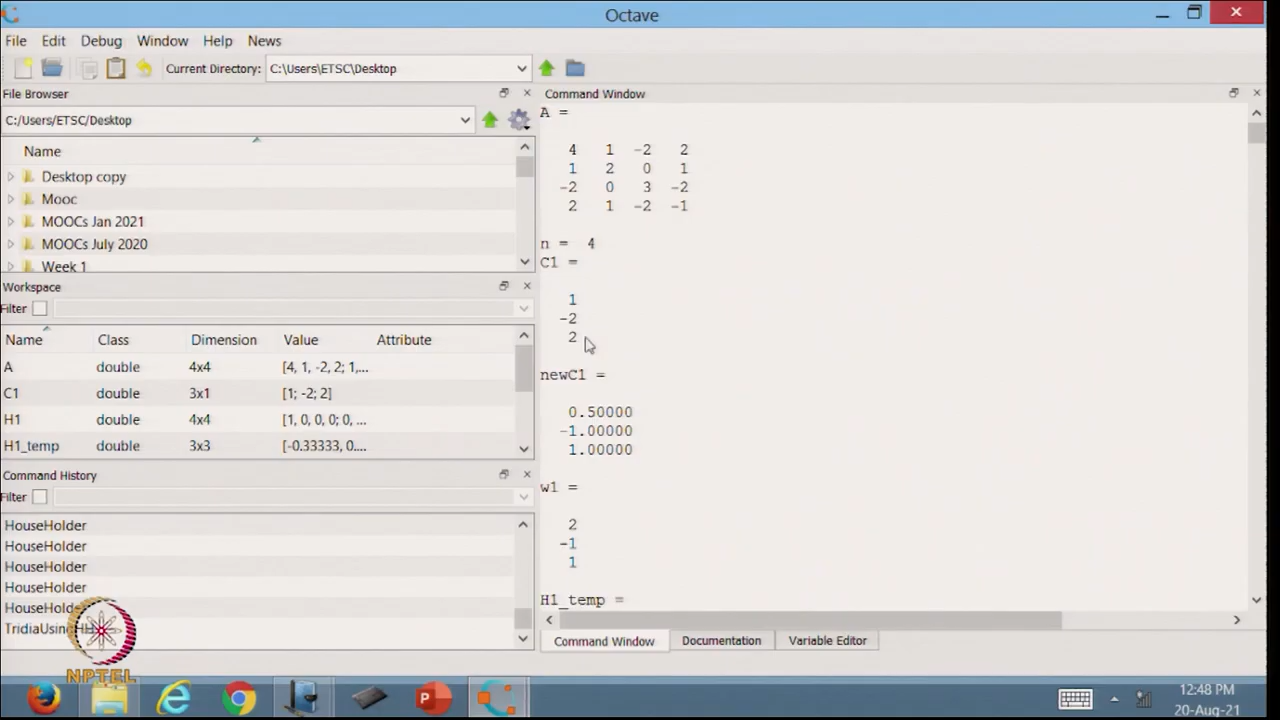 Octave
File Edit Debug Window Help News
Current Directory: C:\Users\ETSC\Desktop
File Browser
C:/Users/ETSC/Desktop
Name
Desktop copy
Mooc
MOOCs Jan 2021
MOOCs July 2020
Week 1
Workspace
Filter
Name Class Dimension Value Attribute
A double 4x4 [4, 1, -2, 2; 1,...
C1 double 3x1 [1; -2; 2]
H1 double 4x4 [1, 0, 0, 0; 0, ...
H1_temp double 3x3 [-0.33333, 0....
Command History
Filter
HouseHolder
HouseHolder
HouseHolder
HouseHolder
HouseHolder
TridiaUsingHH
NPTEL
Command Window
A =
4 1 -2 2
1 2 0 1
-2 0 3 -2
2 1 -2 -1
n = 4
C1 =
1
-2
2
newC1 =
0.50000
-1.00000
1.00000
w1 =
2
-1
1
H1_temp =
Command Window Documentation Variable Editor
12:48 PM
20-Aug-21